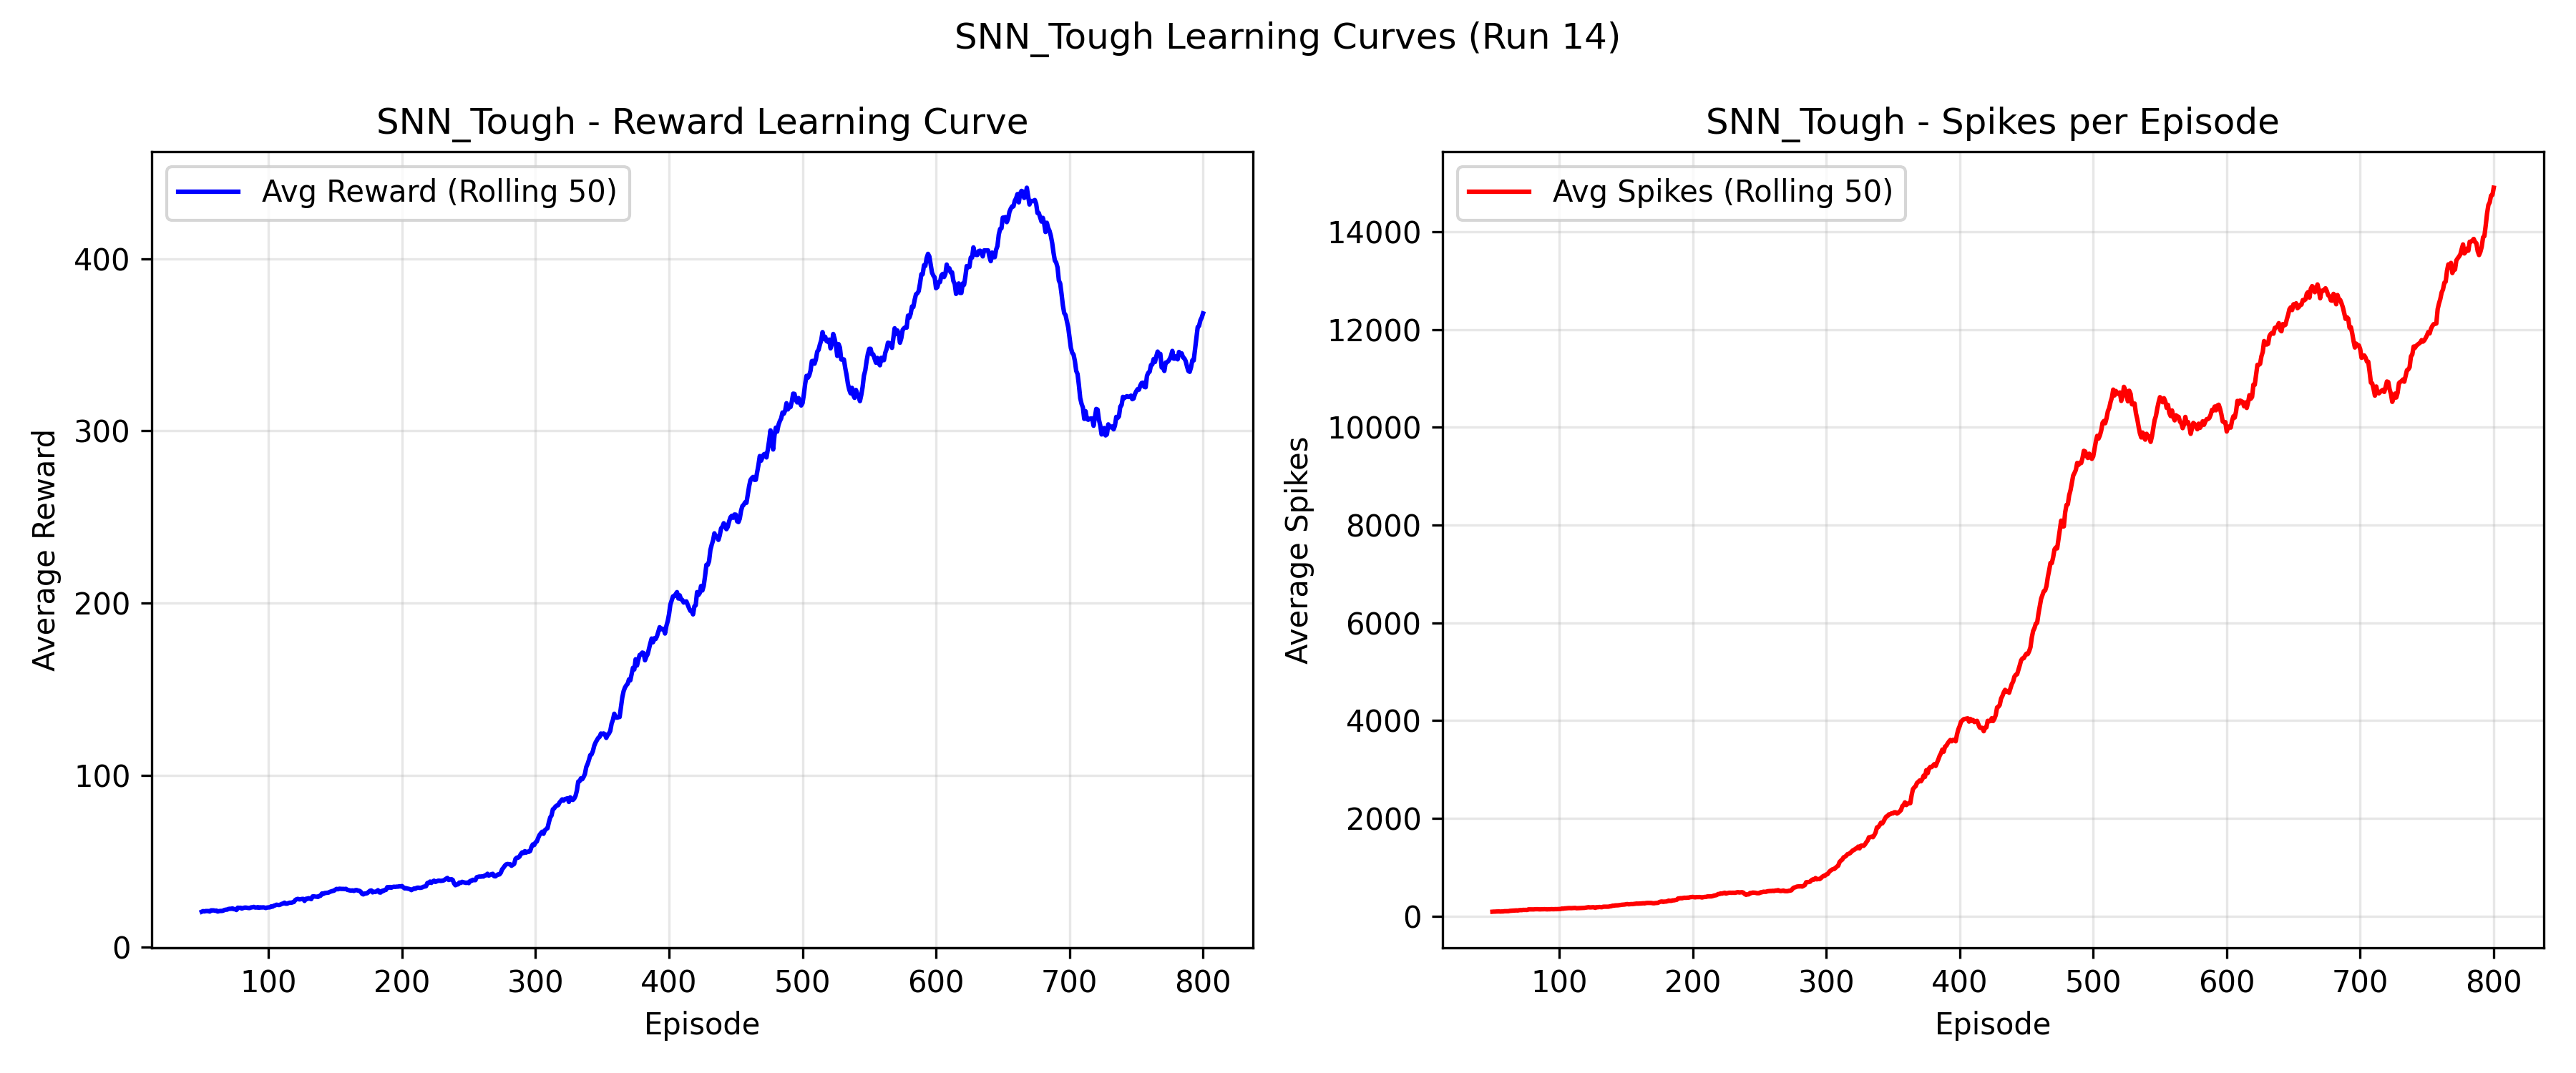 SNN_Tough Learning Curves (Run 14)
SNN_Tough - Reward Learning Curve
Avg Reward (Rolling 50)
Average Reward
400
300
200
100
0
100 200 300 400 500 600 700 800
Episode
SNN_Tough - Spikes per Episode
Avg Spikes (Rolling 50)
Average Spikes
14000
12000
10000
8000
6000
4000
2000
0
100 200 300 400 500 600 700 800
Episode